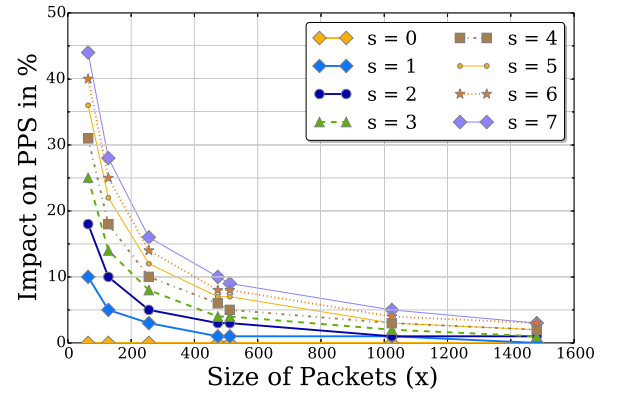 50
40
30
20
10
0
Impact on PPS in %
s = 0
s = 1
s = 2
s = 3
s = 4
s = 5
s = 6
s = 7
0 200 400 600 800 1000 1200 1400 1600
Size of Packets (x)